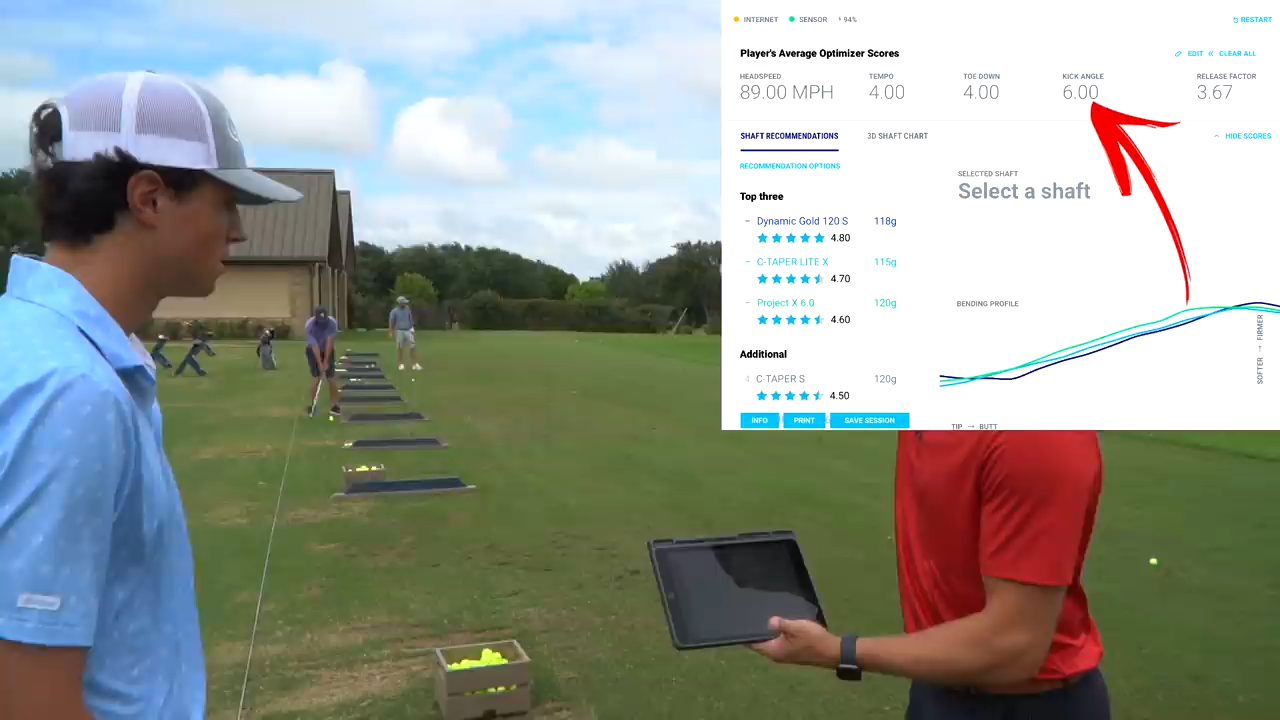 INTERNET SENSOR 94% RESTART
Player's Average Optimizer Scores EDIT CLEAR ALL
HEADSPEED TEMPO TOE DOWN KICK ANGLE RELEASE FACTOR
89.00 MPH 4.00 4.00 6.00 3.67
SHAFT RECOMMENDATIONS 3D SHAFT CHART HIDE SCORES
RECOMMENDATION OPTIONS
SELECTED SHAFT
Select a shaft
Top three
Dynamic Gold 120 S 118g
4.80
C-TAPER LITE X 115g
4.70
Project X 6.0 120g
4.60
BENDING PROFILE
SOFTER → FIRMER
Additional
C-TAPER S 120g
4.50
INFO PRINT SAVE SESSION
TIP → BUTT